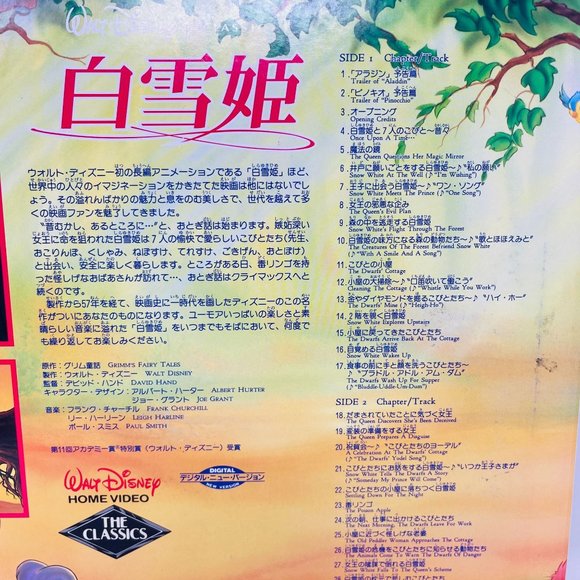 WALT DISNEY
白雪姫
ウォルト・ディズニー初の長編アニメーションである「白雪姫」ほど、
世界中の人々のイマジネーションをかきたてた映画は他にはないでし
ょう。その溢れんばかりの魅力と息をのむ美しさで、世代を越えて多
くの映画ファンを魅了してきました。
“昔むかし、あるところに…”と、お話は始まります。嫉妬深い
女王に命を狙われた白雪姫は7人の愉快で愛らしいこびとたち(先生、
おこりんぼ、くしゃみ、ねぼすけ、てれすけ、ごきげん、おとぼけ)
と出会い、安全に楽しく暮らします。ところがある日、毒リンゴを
持った怪しげなおばあさんが訪れて…、おとぎ話はクライマックスへ
と続くのです。
製作から57年を経て、映画史に一時代を画したディズニーのこの名
作がついにあなたのものになります。ユーモアいっぱいの楽しさと素
晴らしい音楽に溢れた「白雪姫」をいつまでもそばにおいて、何度で
も繰り返してお楽しみください。
原作:グリム童話 GRIMM'S FAIRY TALES
製作:ウォルト・ディズニー WALT DISNEY
監督:デビッド・ハンド DAVID HAND
キャラクター・デザイン:アルバート・ハーター ALBERT HURTER
ジョー・グラント JOE GRANT
音楽:フランク・チャーチル FRANK CHURCHILL
リー・ハーリーン LEIGH HARLINE
ポール・スミス PAUL SMITH
第11回アカデミー賞®特別賞(ウォルト・ディズニー)受賞
WALT DISNEY
HOME VIDEO
THE
CLASSICS
DIGITAL
デジタル・ニュー・バージョン
NEW VERSION
SIDE 1 Chapter/Track
1.「アラジン」予告篇
Trailer of “Aladdin”
2.「ピノキオ」予告篇
Trailer of “Pinocchio”
3.オープニング
Opening Credits
4.白雪姫と7人のこびと〜昔々
Once Upon A Time…
5.魔法の鏡
The Queen Questions Her Magic Mirror
6.井戸に願いごとをする白雪姫〜♪“私の願い”
Snow White At The Well (♪“I'm Wishing”)
7.王子に出会う白雪姫〜♪“ワン・ソング”
Snow White Meets The Prince (♪“One Song”)
8.女王の邪悪な企み
The Queen's Evil Plan
9.森の中を逃走する白雪姫
Snow White's Flight Through The Forest
10.白雪姫の味方になる森の動物たち〜♪“歌とほほえみと”
The Creatures Of The Forest Befriend Snow White
(♪“With A Smile And A Song”)
11.こびとの小屋
The Dwarfs' Cottage
12.小屋の大掃除〜♪“口笛吹いて働こう”
Cleaning The Cottage (♪“Whistle While You Work”)
13.金やダイヤモンドを掘るこびとたち〜♪“ハイ・ホー”
The Dwarfs' Mine (♪“Heigh-Ho”)
14.2階を覗く白雪姫
Snow White Explores Upstairs
15.小屋に戻ってきたこびとたち
The Dwarfs Arrive Back At The Cottage
16.目覚める白雪姫
Snow White Wakes Up
17.食事の前に手と顔を洗うこびとたち〜
♪“ブラドル・アドル・アム・ダム”
The Dwarfs Wash Up For Supper
(♪“Bluddle-Uddle-Um-Dum”)
SIDE 2 Chapter/Track
18.だまされていたことに気づく女王
The Queen Discovers She's Been Deceived
19.変装の準備をする女王
The Queen Prepares A Disguise
20.祝賀会〜♪“こびとたちのヨーデル”
A Celebration At The Dwarfs' Cottage
(♪“The Dwarfs' Yodel Song”)
21.こびとたちにお話をする白雪姫〜♪“いつか王子さまが”
Snow White Tells The Dwarfs A Story
(♪“Someday My Prince Will Come”)
22.こびとたちの小屋に落ちつく白雪姫
Settling Down For The Night
23.毒リンゴ
The Poison Apple
24.次の朝、仕事に出かけるこびとたち
The Next Morning, The Dwarfs Leave For Work
25.小屋に近づく怪しげな老婆
The Old Peddler Woman Approaches The Cottage
26.白雪姫の危機をこびとたちに知らせる動物たち
The Animals Come To Warn The Dwarfs Of Danger
27.女王の陰謀で倒れる白雪姫
Snow White Falls To The Queen's Scheme